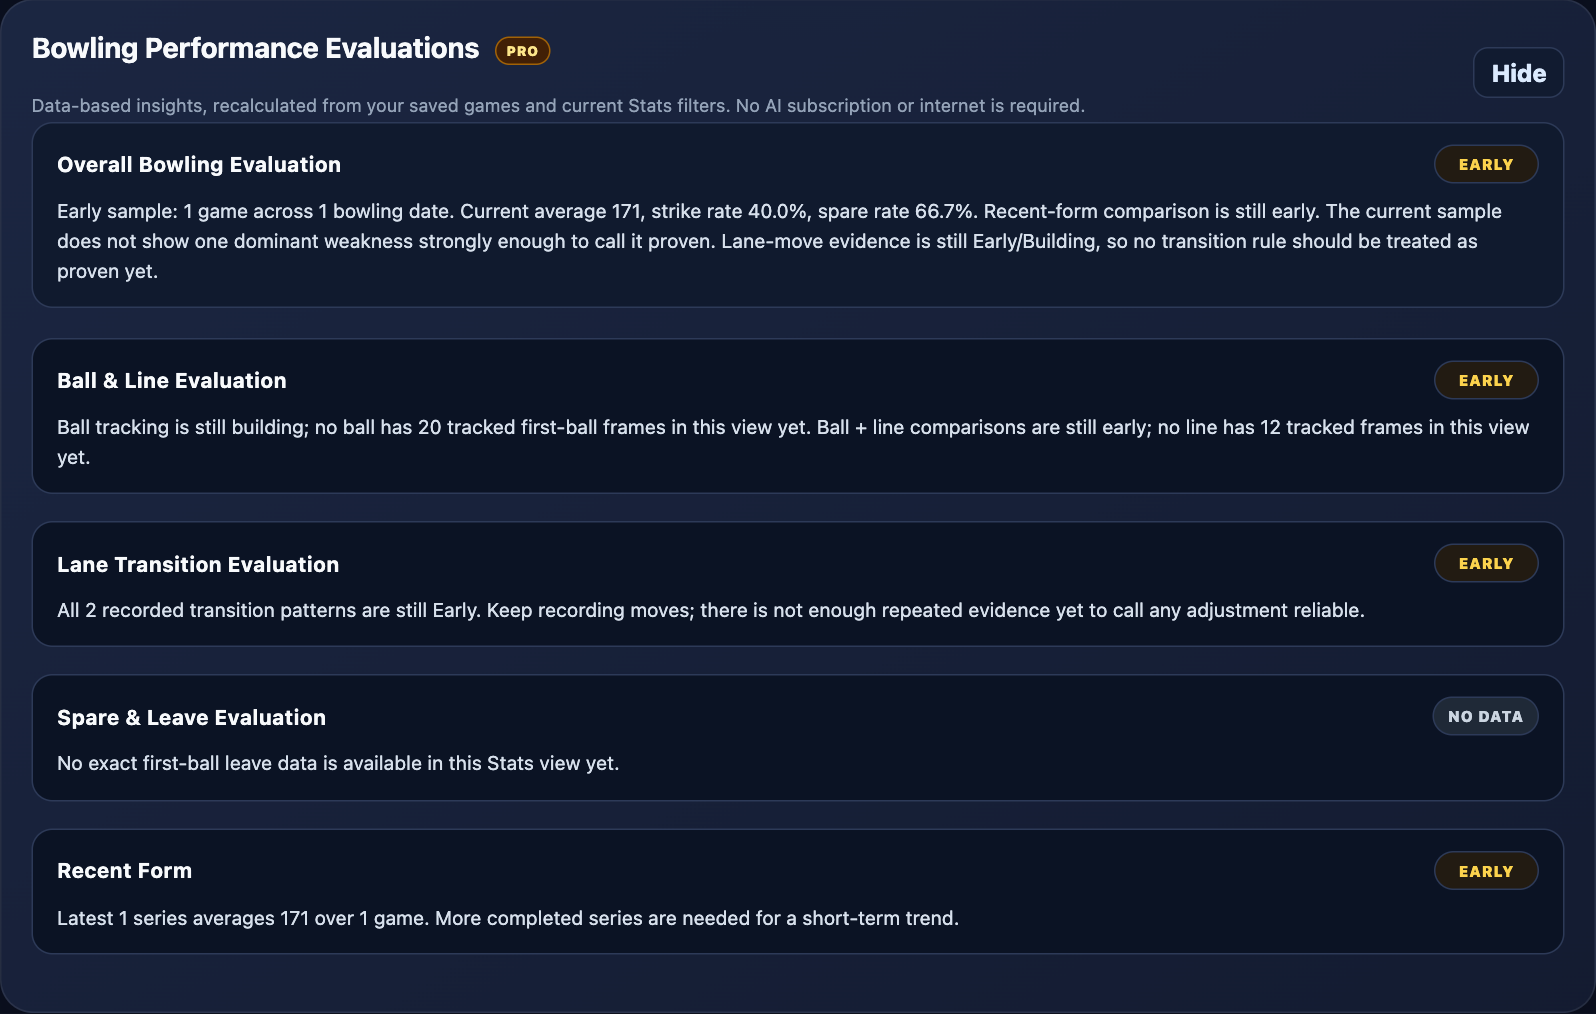 Bowling Performance Evaluations PRO
Hide
Data-based insights, recalculated from your saved games and current Stats filters. No AI subscription or internet is required.
Overall Bowling Evaluation
EARLY
Early sample: 1 game across 1 bowling date. Current average 171, strike rate 40.0%, spare rate 66.7%. Recent-form comparison is still early. The current sample
does not show one dominant weakness strongly enough to call it proven. Lane-move evidence is still Early/Building, so no transition rule should be treated as
proven yet.
Ball & Line Evaluation
EARLY
Ball tracking is still building; no ball has 20 tracked first-ball frames in this view yet. Ball + line comparisons are still early; no line has 12 tracked frames in this view
yet.
Lane Transition Evaluation
EARLY
All 2 recorded transition patterns are still Early. Keep recording moves; there is not enough repeated evidence yet to call any adjustment reliable.
Spare & Leave Evaluation
NO DATA
No exact first-ball leave data is available in this Stats view yet.
Recent Form
EARLY
Latest 1 series averages 171 over 1 game. More completed series are needed for a short-term trend.